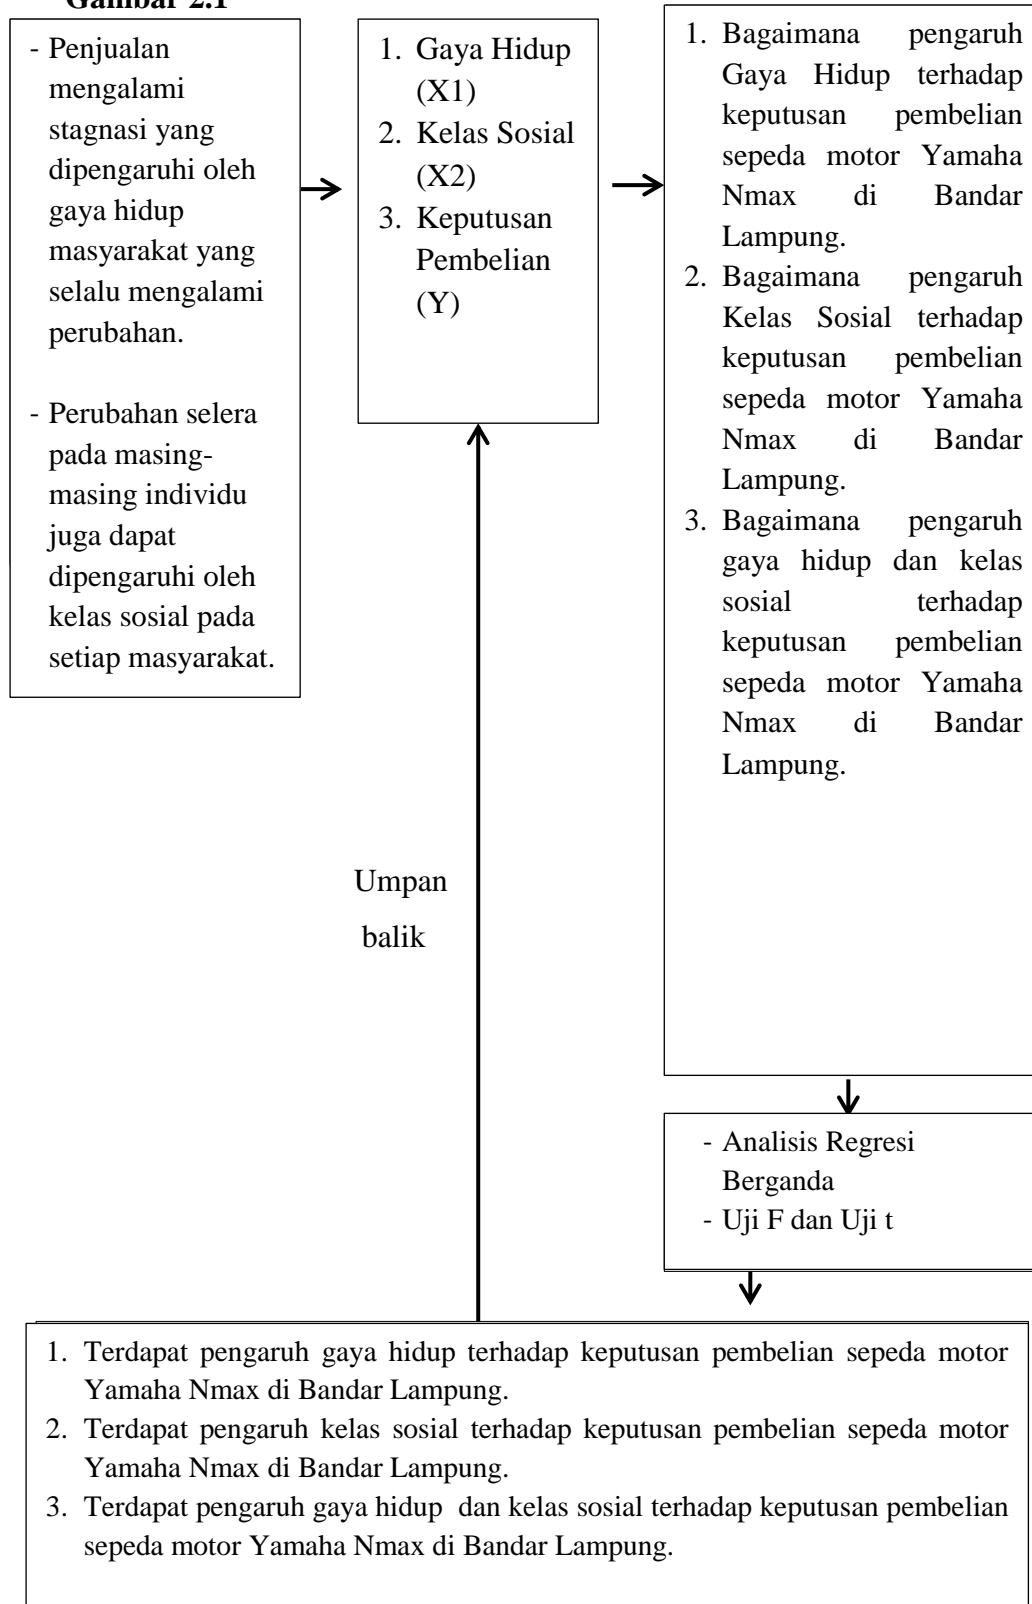 Gambar 2.1
- Penjualan
mengalami
stagnasi yang
dipengaruhi oleh
gaya hidup
masyarakat yang
selalu mengalami
perubahan.
- Perubahan selera
pada masing-
masing individu
juga dapat
dipengaruhi oleh
kelas sosial pada
setiap masyarakat.
1. Gaya Hidup
(X1)
2. Kelas Sosial
(X2)
3. Keputusan
Pembelian
(Y)
1. Bagaimana pengaruh
Gaya Hidup terhadap
keputusan pembelian
sepeda motor Yamaha
Nmax di Bandar
Lampung.
2. Bagaimana pengaruh
Kelas Sosial terhadap
keputusan pembelian
sepeda motor Yamaha
Nmax di Bandar
Lampung.
3. Bagaimana pengaruh
gaya hidup dan kelas
sosial terhadap
keputusan pembelian
sepeda motor Yamaha
Nmax di Bandar
Lampung.
Umpan
balik
- Analisis Regresi
Berganda
- Uji F dan Uji t
1. Terdapat pengaruh gaya hidup terhadap keputusan pembelian sepeda motor
Yamaha Nmax di Bandar Lampung.
2. Terdapat pengaruh kelas sosial terhadap keputusan pembelian sepeda motor
Yamaha Nmax di Bandar Lampung.
3. Terdapat pengaruh gaya hidup dan kelas sosial terhadap keputusan pembelian
sepeda motor Yamaha Nmax di Bandar Lampung.